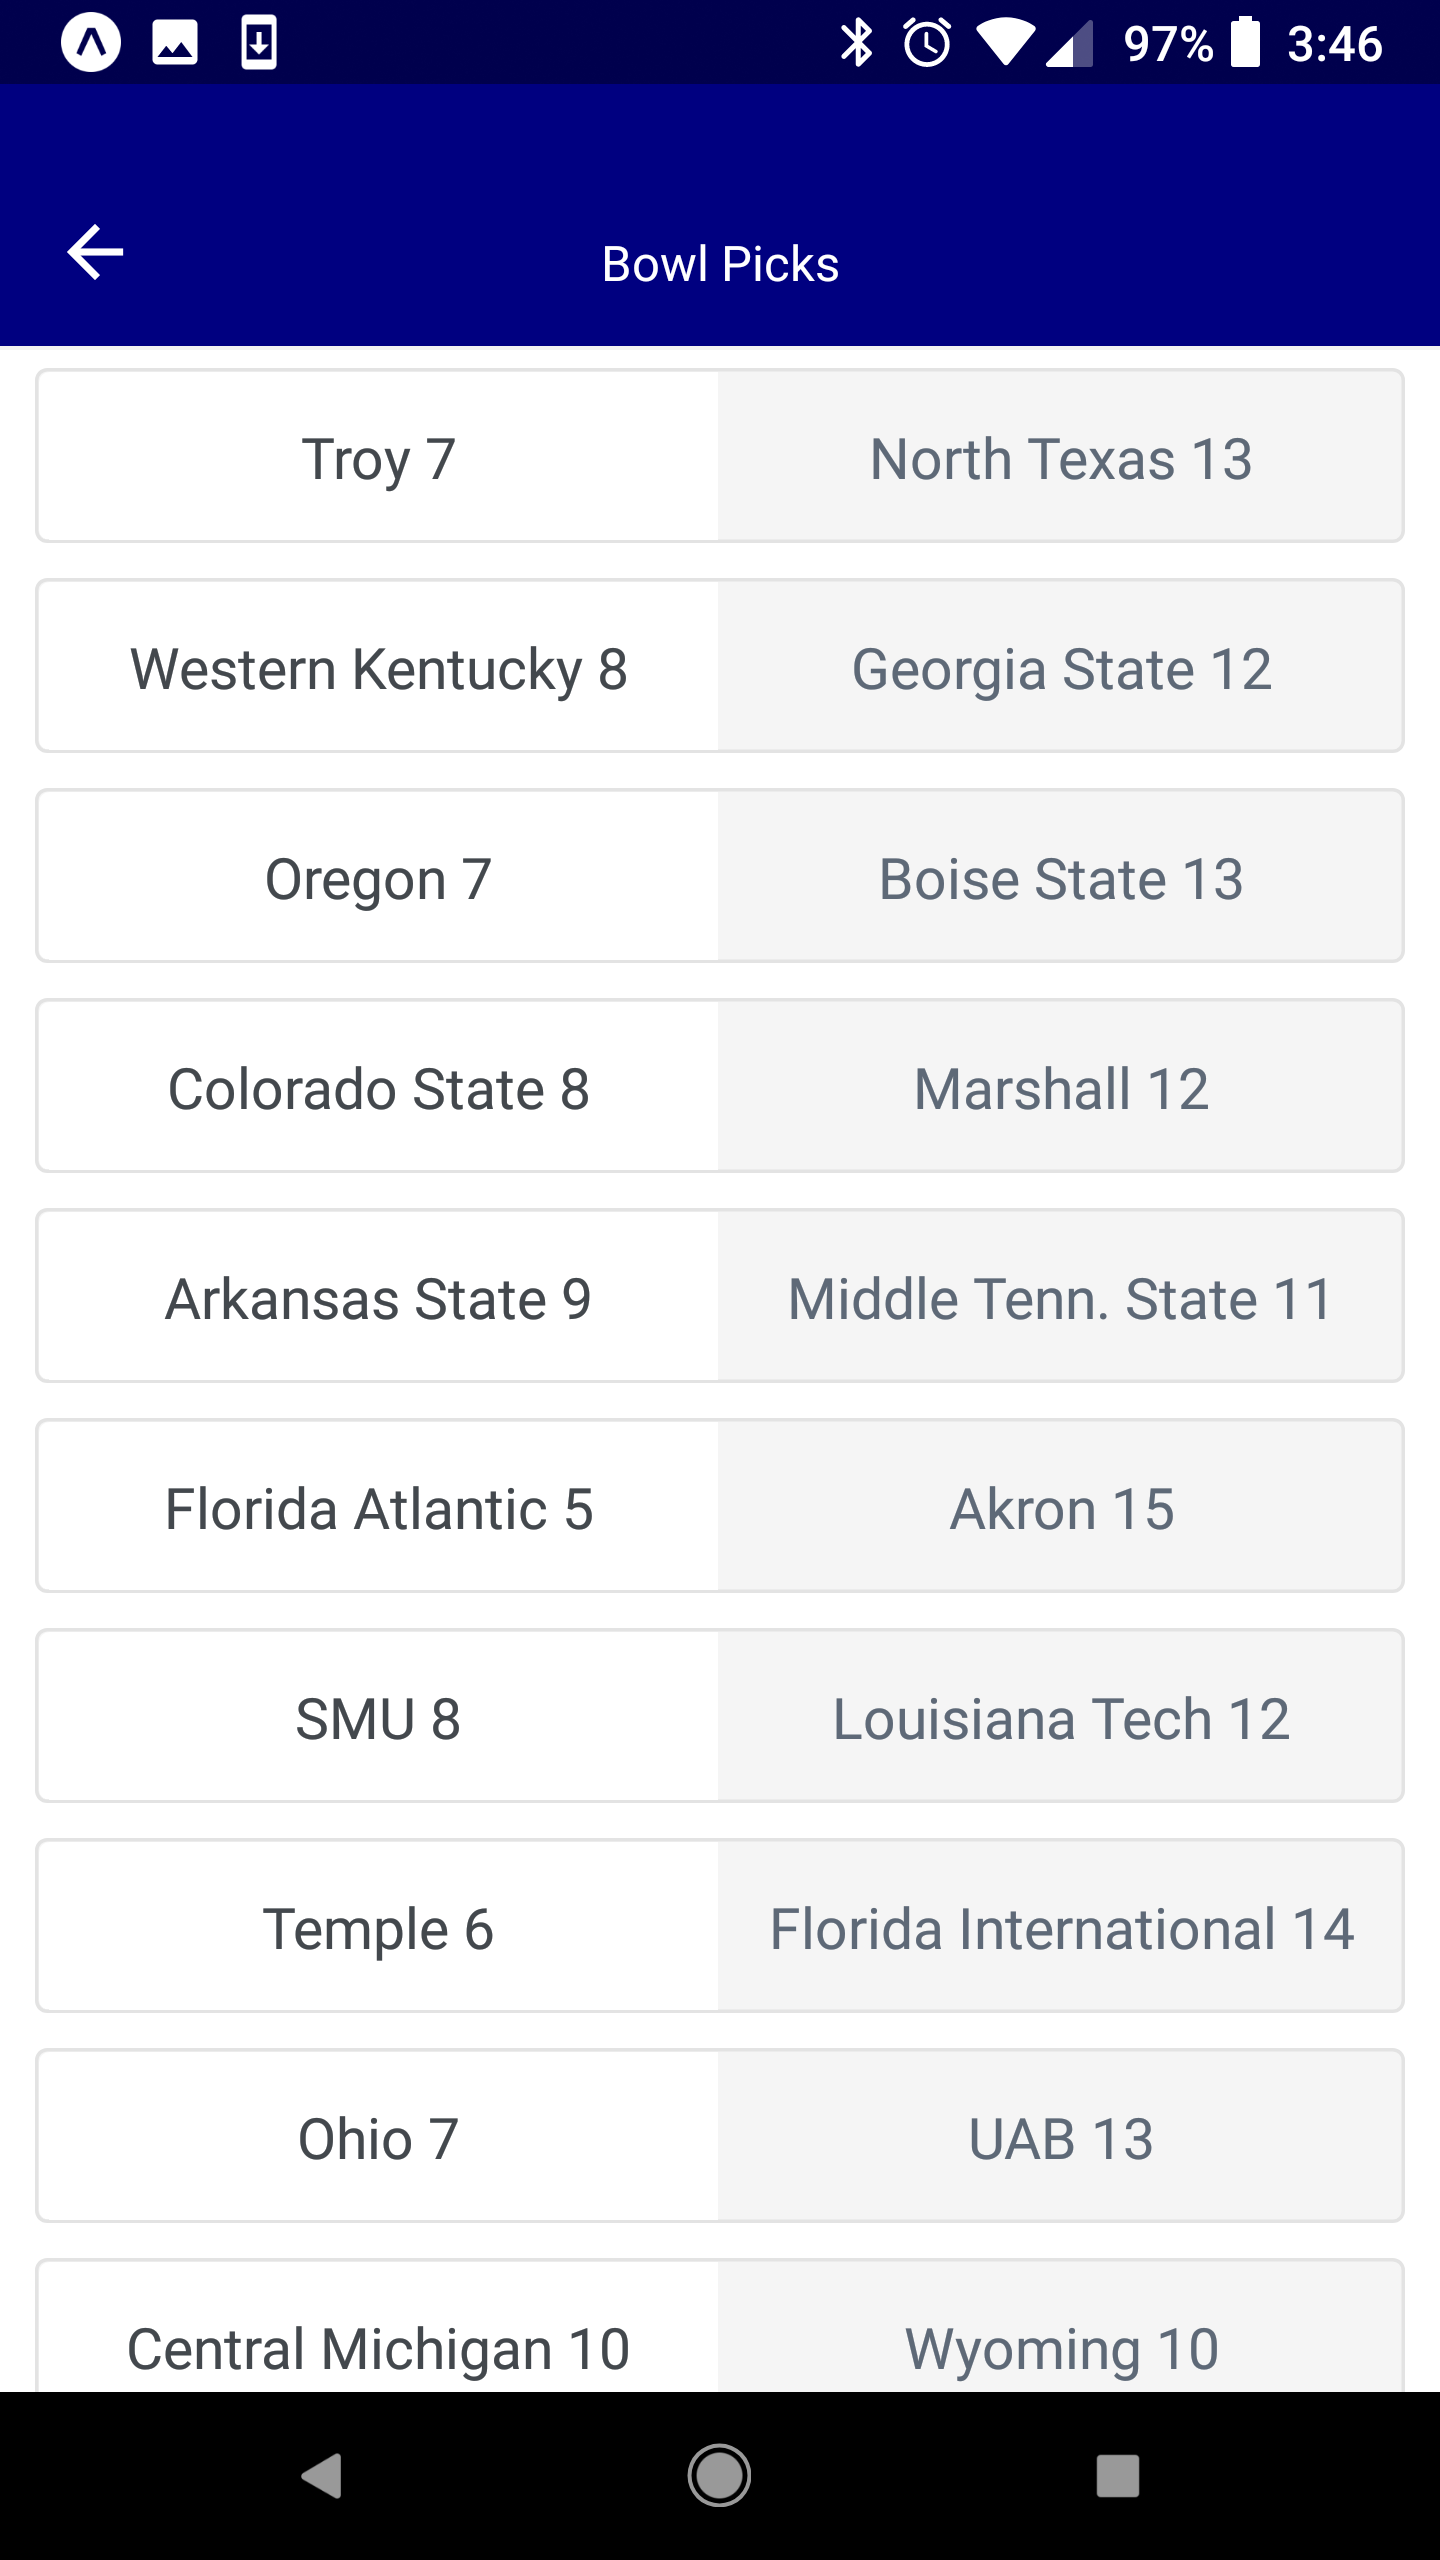 97% 3:46
Bowl Picks
Troy 7 North Texas 13
Western Kentucky 8 Georgia State 12
Oregon 7 Boise State 13
Colorado State 8 Marshall 12
Arkansas State 9 Middle Tenn. State 11
Florida Atlantic 5 Akron 15
SMU 8 Louisiana Tech 12
Temple 6 Florida International 14
Ohio 7 UAB 13
Central Michigan 10 Wyoming 10